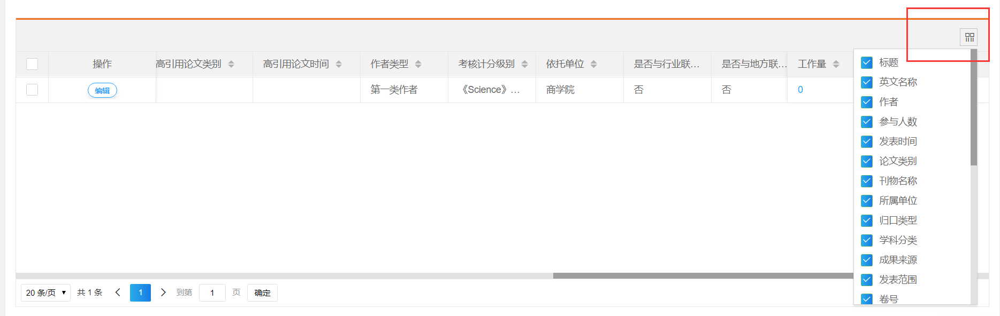 操作 高引用论文类别 高引用论文时间 作者类型 考核计分级别 依托单位 是否与行业联... 是否与地方联... 工作量
编辑 第一类作者 《Science》... 商学院 否 否 0
标题
英文名称
作者
参与人数
发表时间
论文类别
刊物名称
所属单位
归口类型
学科分类
成果来源
发表范围
卷号
20 条/页 共 1 条 1 到第 1 页 确定